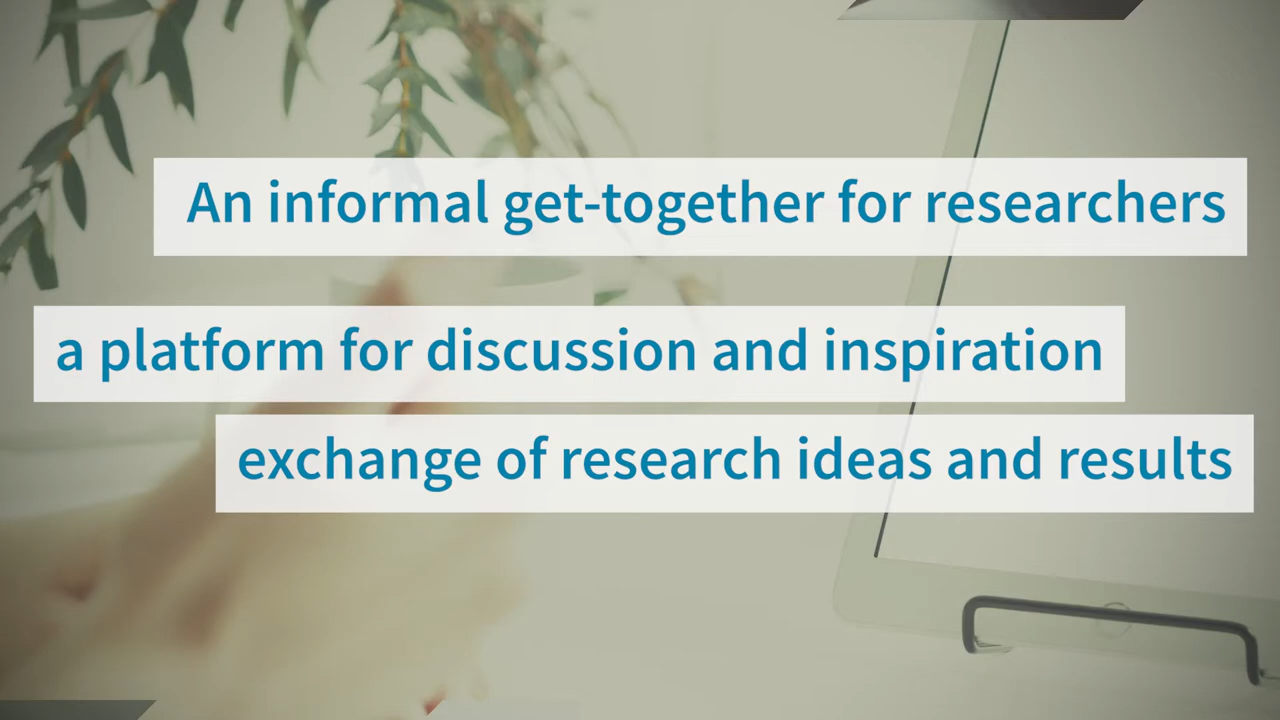 An informal get-together for researchers
a platform for discussion and inspiration
exchange of research ideas and results